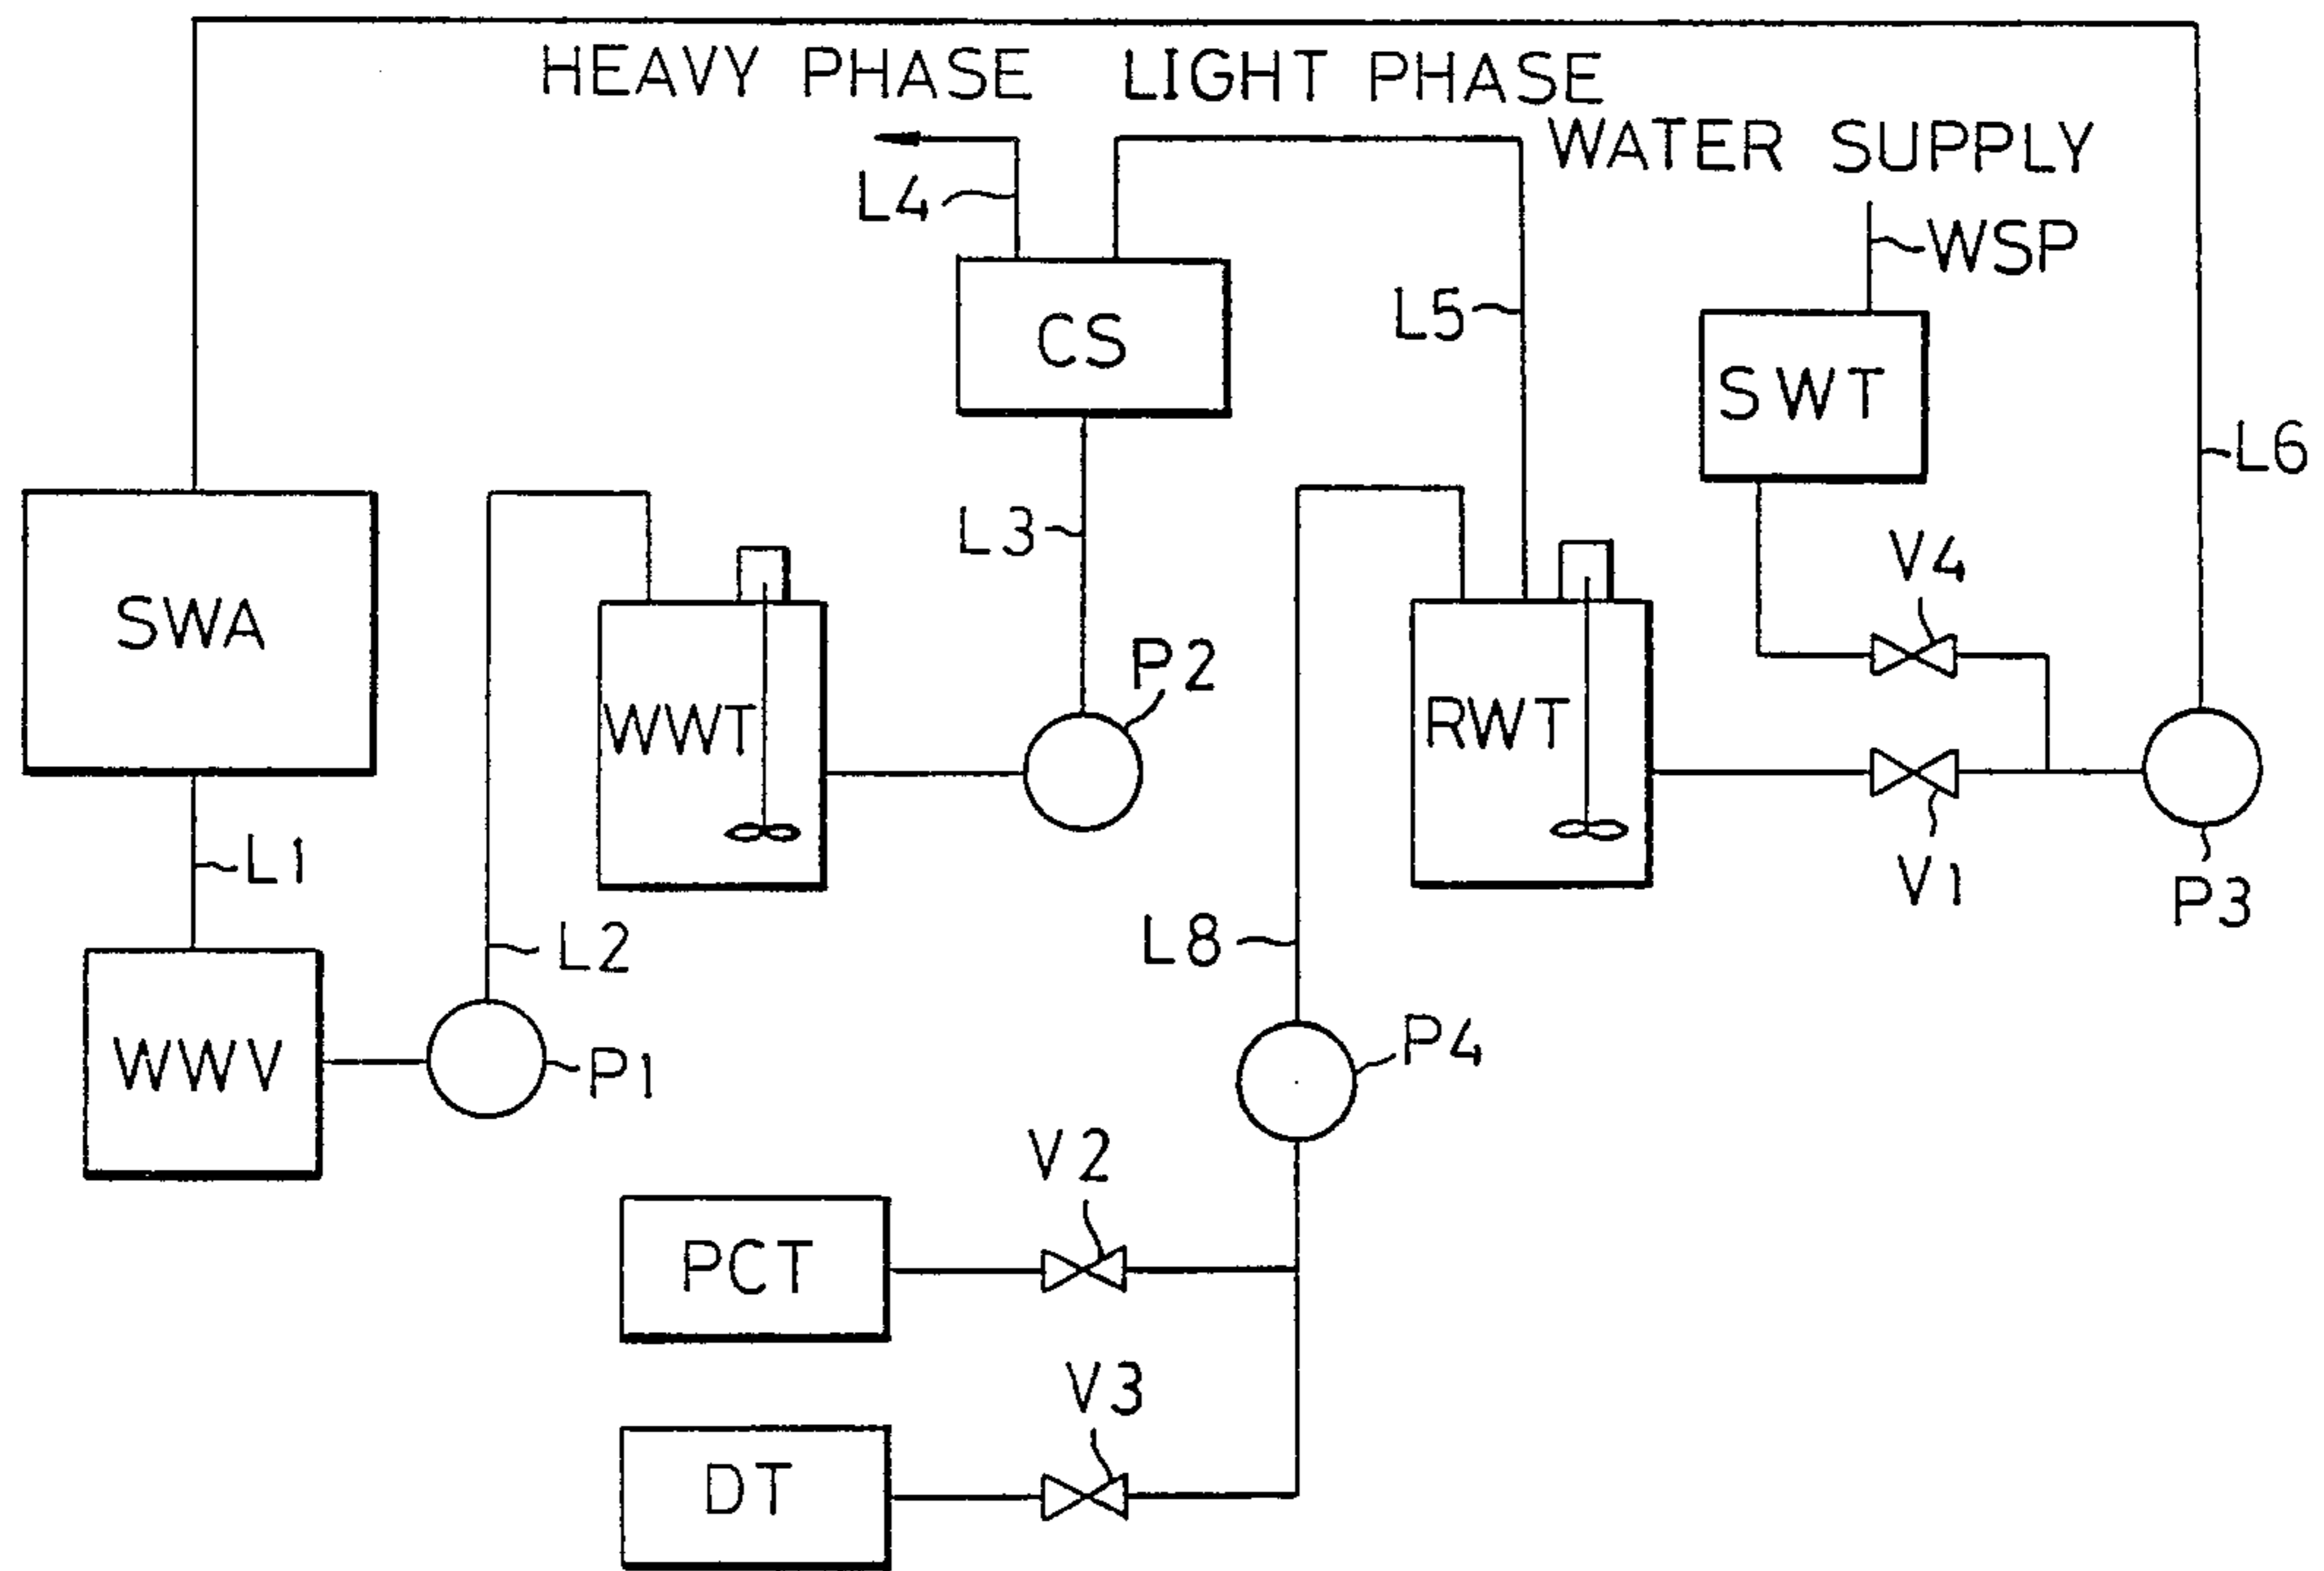 HEAVY PHASE LIGHT PHASE
WATER SUPPLY
L4
WSP
CS
L5
SWT
L6
L3
V4
SWA
P2
WWT
RWT
L1
V1
P3
L2
L8
WWV
P1
P4
V2
PCT
V3
DT